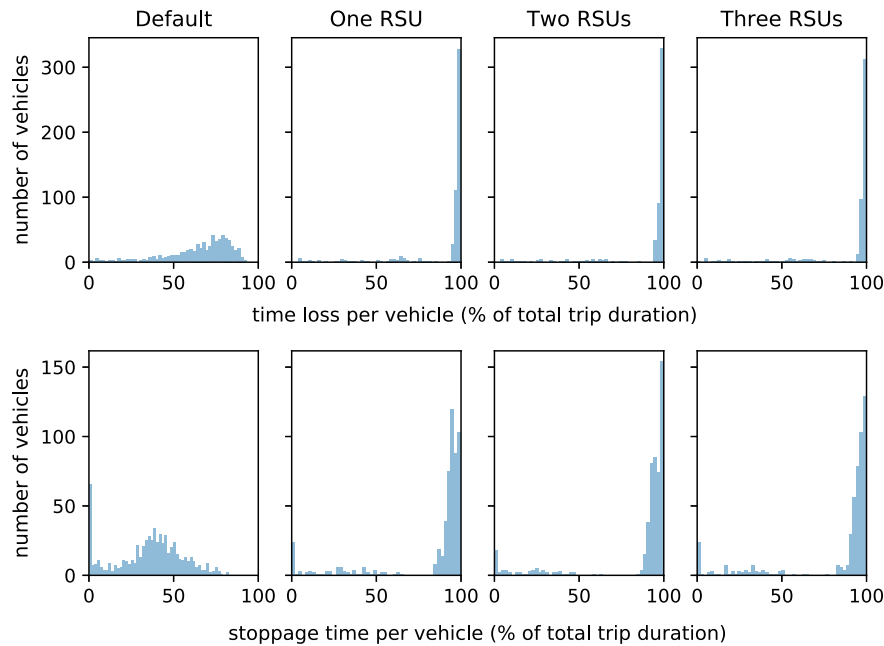 Default One RSU Two RSUs Three RSUs
300
200
100
0
number of vehicles
0 50 100 0 50 100 0 50 100 0 50 100
time loss per vehicle (% of total trip duration)
150
100
50
0
number of vehicles
0 50 100 0 50 100 0 50 100 0 50 100
stoppage time per vehicle (% of total trip duration)